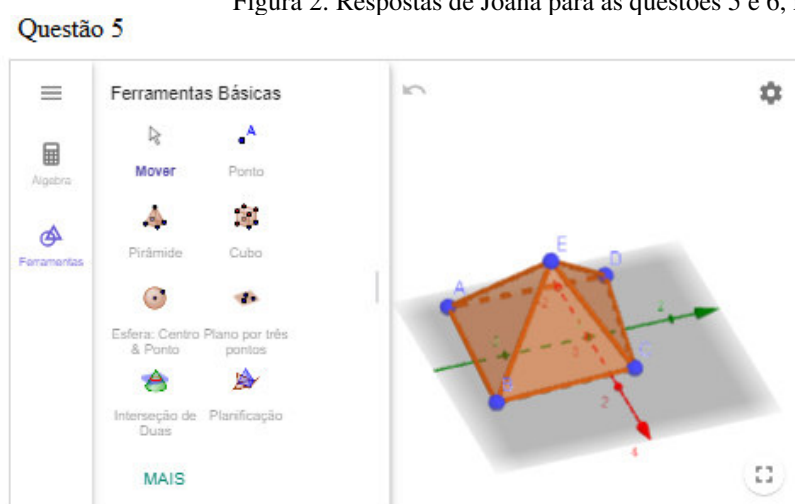 Figura 2. Respostas de Joana para as questões 5 e 6,
Questão 5
Ferramentas Básicas
Álgebra
Ferramentas
Mover
Ponto
Pirâmide
Cubo
Esfera: Centro & Ponto
Plano por três pontos
Interseção de Duas
Planificação
MAIS
A
E
D
C
B
2
2
4